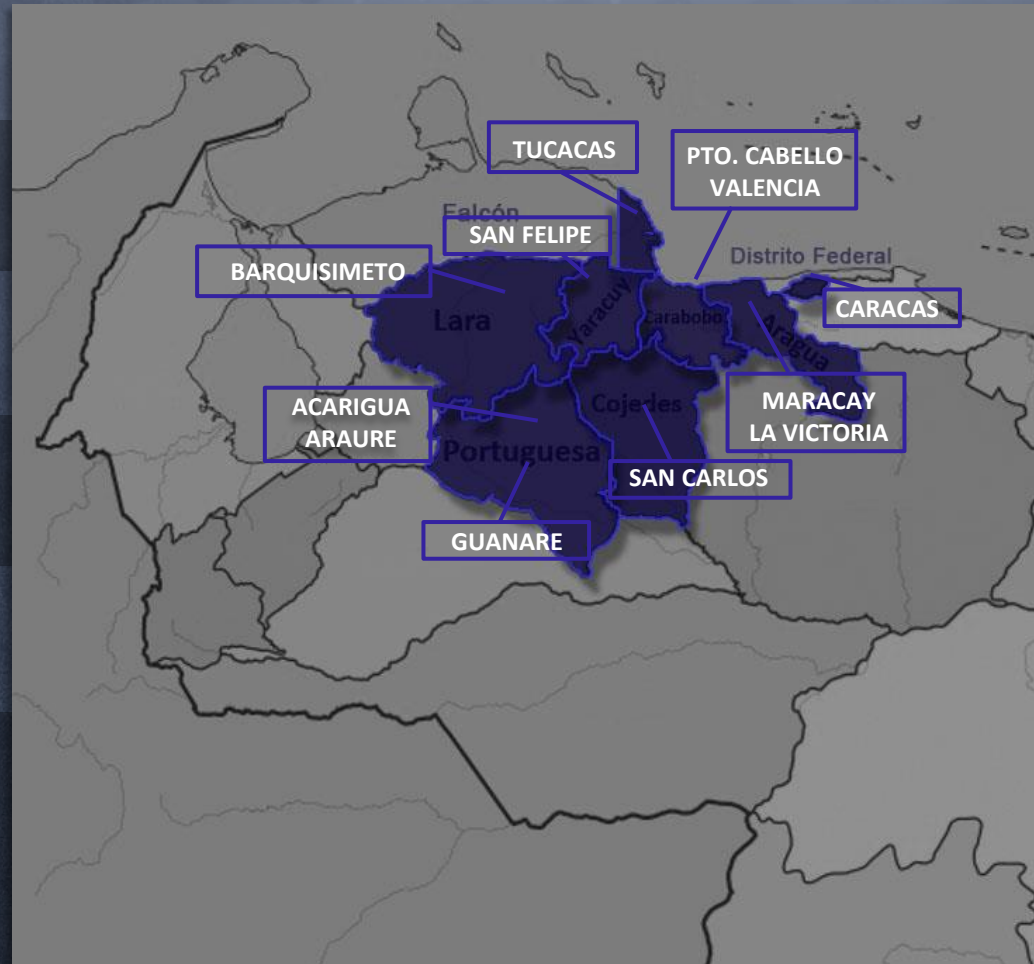 TUCACAS
PTO. CABELLO
VALENCIA
Falcón
SAN FELIPE
Distrito Federal
BARQUISIMETO
CARACAS
Lara
Yaracuy
Carabobo
Aragua
ACARIGUA
ARAURE
Cojedes
MARACAY
LA VICTORIA
Portuguesa
SAN CARLOS
GUANARE